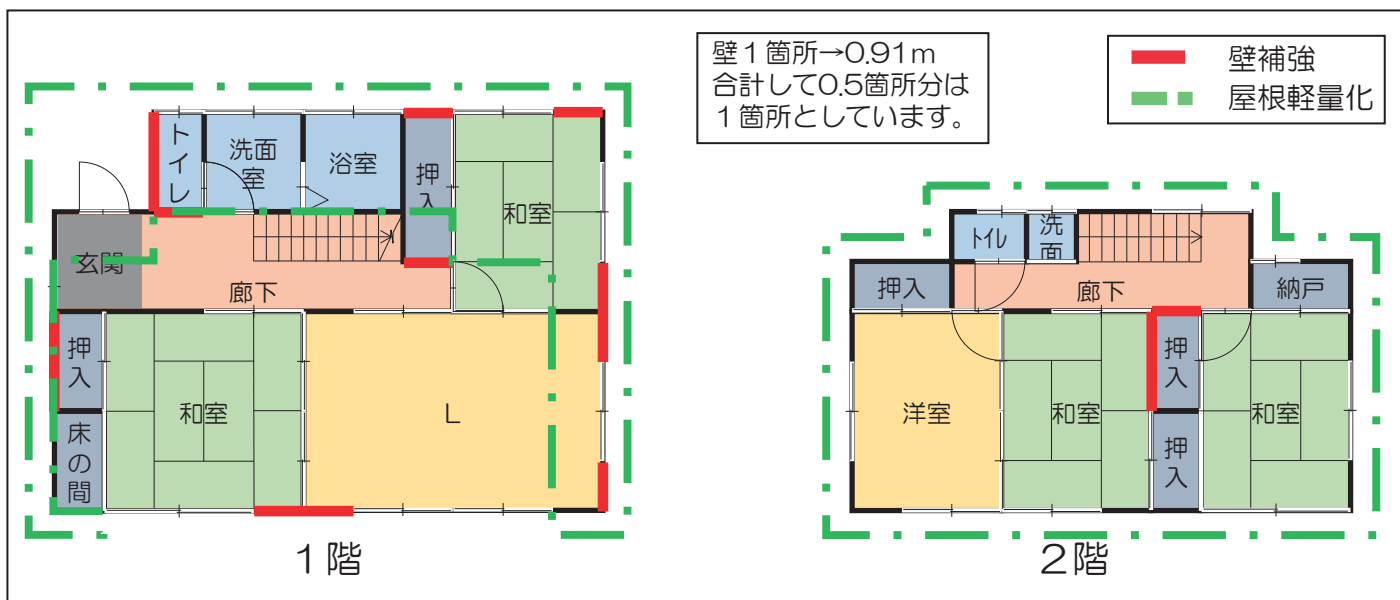 壁１箇所→0.91m
合計して0.5箇所分は
１箇所としています。
壁補強
屋根軽量化
トイレ
洗面室
浴室
押入
和室
玄関
廊下
押入
和室
L
床の間
１階
ﾄｲﾚ
洗面
押入
廊下
納戸
洋室
和室
押入
和室
押入
２階